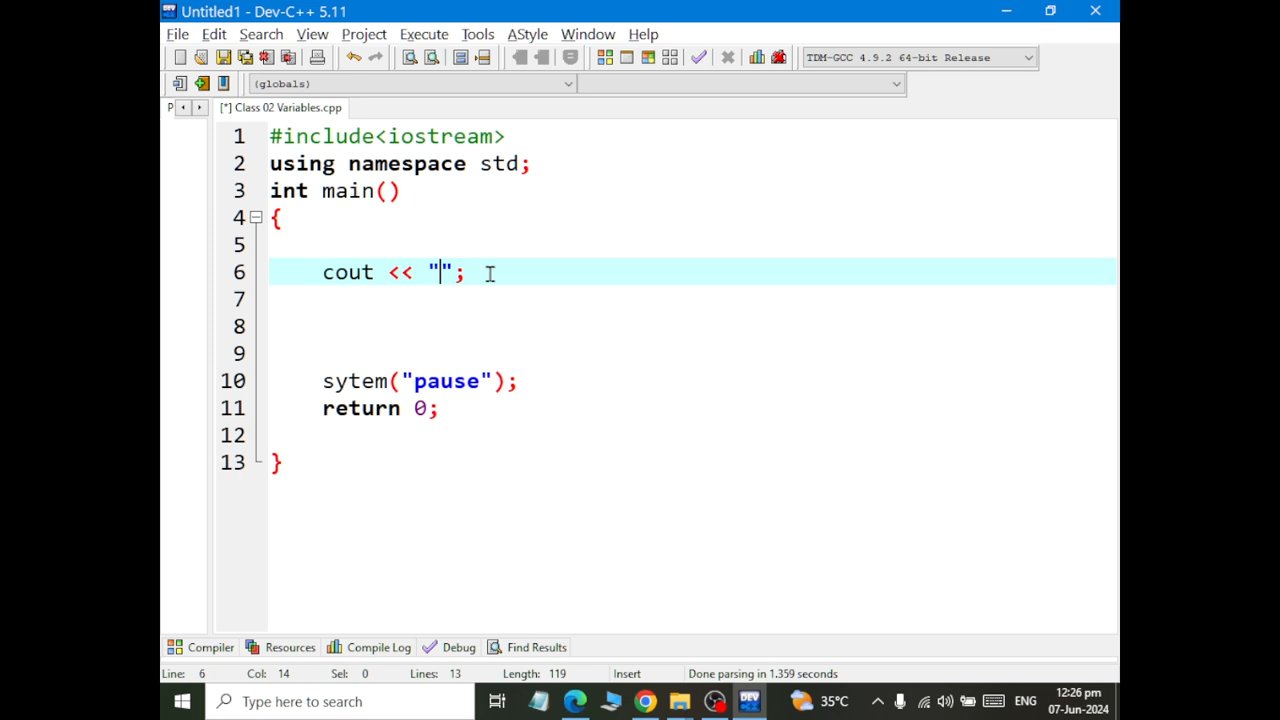 Untitled1 - Dev-C++ 5.11
File Edit Search View Project Execute Tools AStyle Window Help
TDM-GCC 4.9.2 64-bit Release
(globals)
P [*] Class 02 Variables.cpp
1 #include<iostream>
2 using namespace std;
3 int main()
4 {
5
6 cout << "";
7
8
9
10 sytem("pause");
11 return 0;
12
13 }
Compiler Resources Compile Log Debug Find Results
Line: 6 Col: 14 Sel: 0 Lines: 13 Length: 119 Insert Done parsing in 1.359 seconds
Type here to search DEV 35°C ENG 12:26 pm
07-Jun-2024